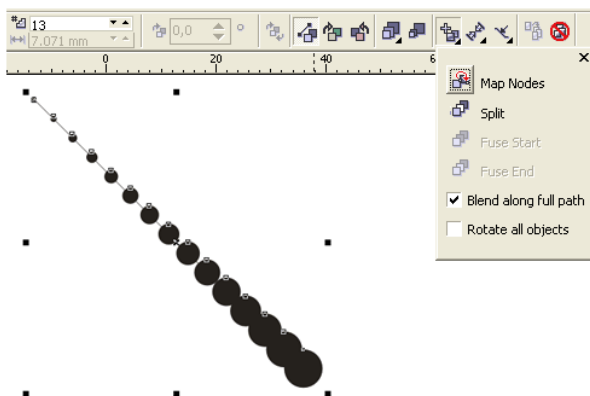 13
7.071 mm
0,0
°
0
20
40
6
Map Nodes
Split
Fuse Start
Fuse End
Blend along full path
Rotate all objects